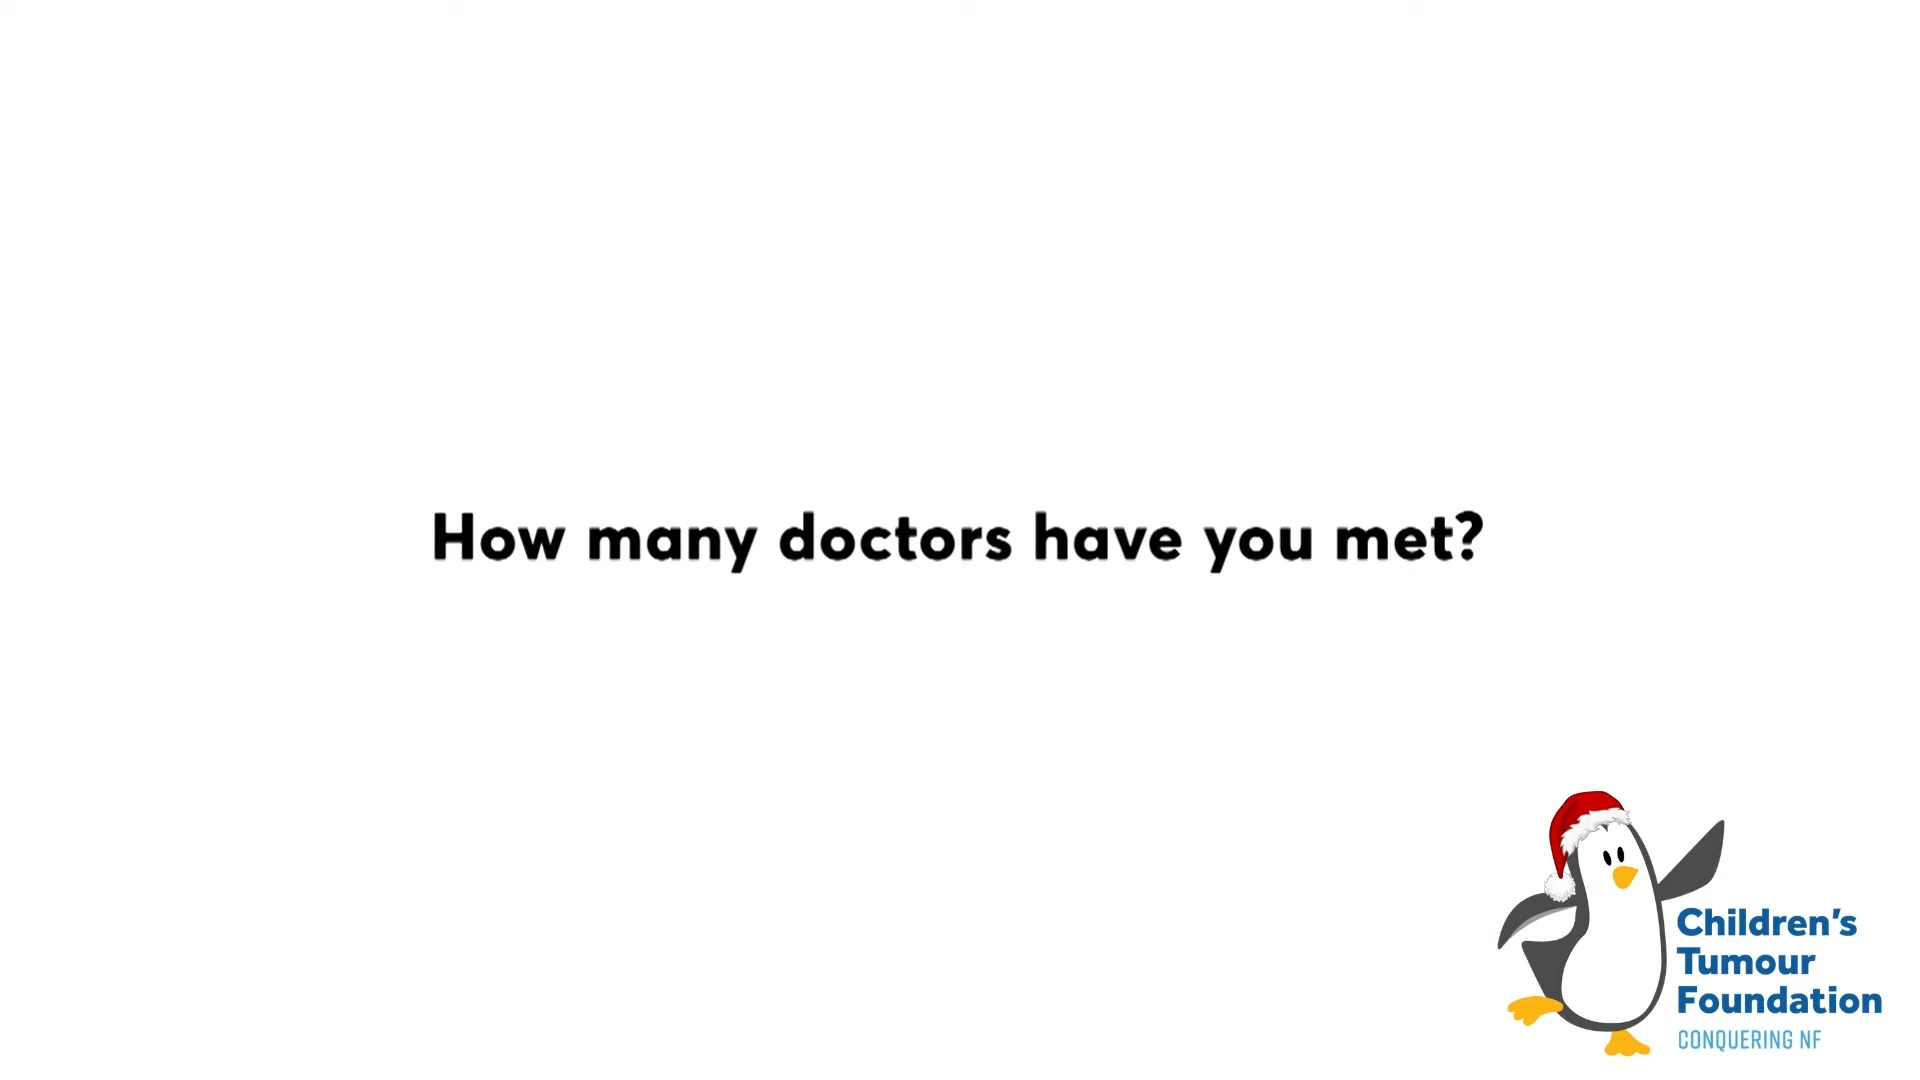 How many doctors have you met?
Children's
Tumour
Foundation
CONQUERING NF